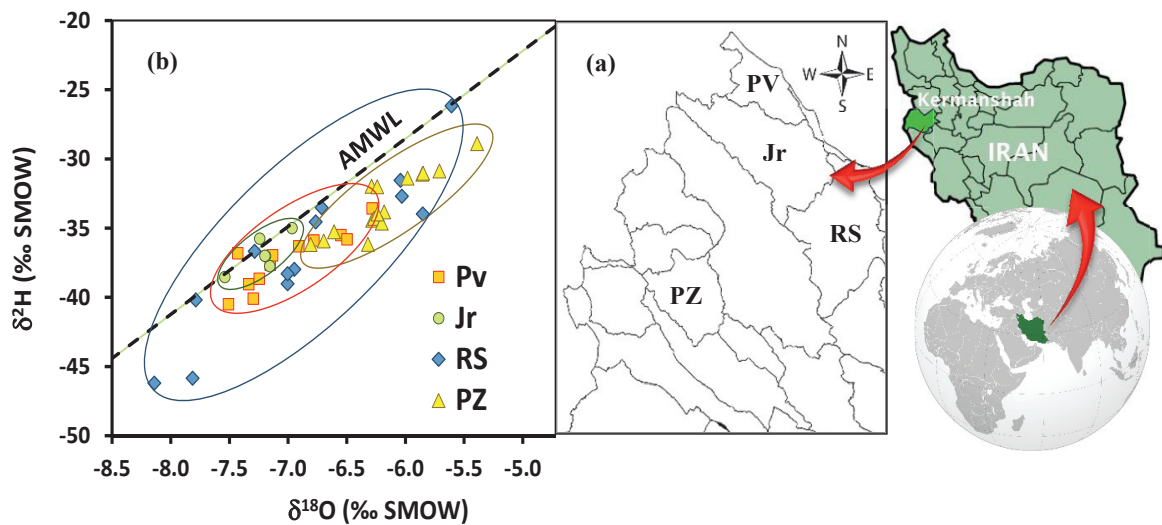 (b)
AMWL
Pv
Jr
RS
PZ
-20
-25
-30
-35
-40
-45
-50
-8.5 -8.0 -7.5 -7.0 -6.5 -6.0 -5.5 -5.0
δ²H (‰ SMOW)
δ¹⁸O (‰ SMOW)
(a)
N
W E
S
PV
Jr
RS
PZ
Kermanshah
IRAN